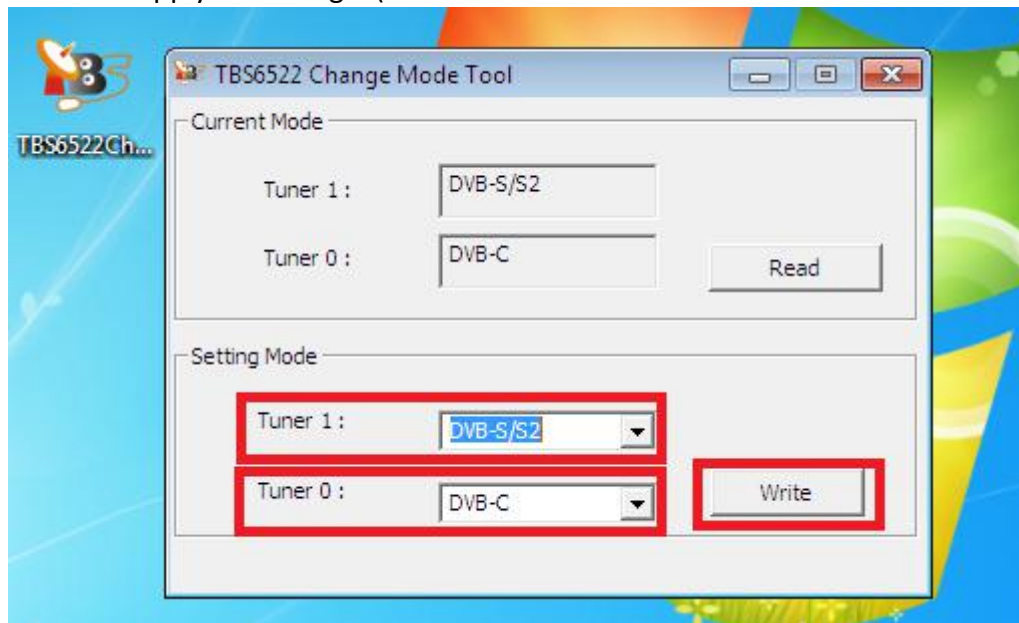 TBS
TBS6522Ch...
TBS6522 Change Mode Tool
Current Mode
Tuner 1 :
DVB-S/S2
Tuner 0 :
DVB-C
Read
Setting Mode
Tuner 1 :
DVB-S/S2
Tuner 0 :
DVB-C
Write